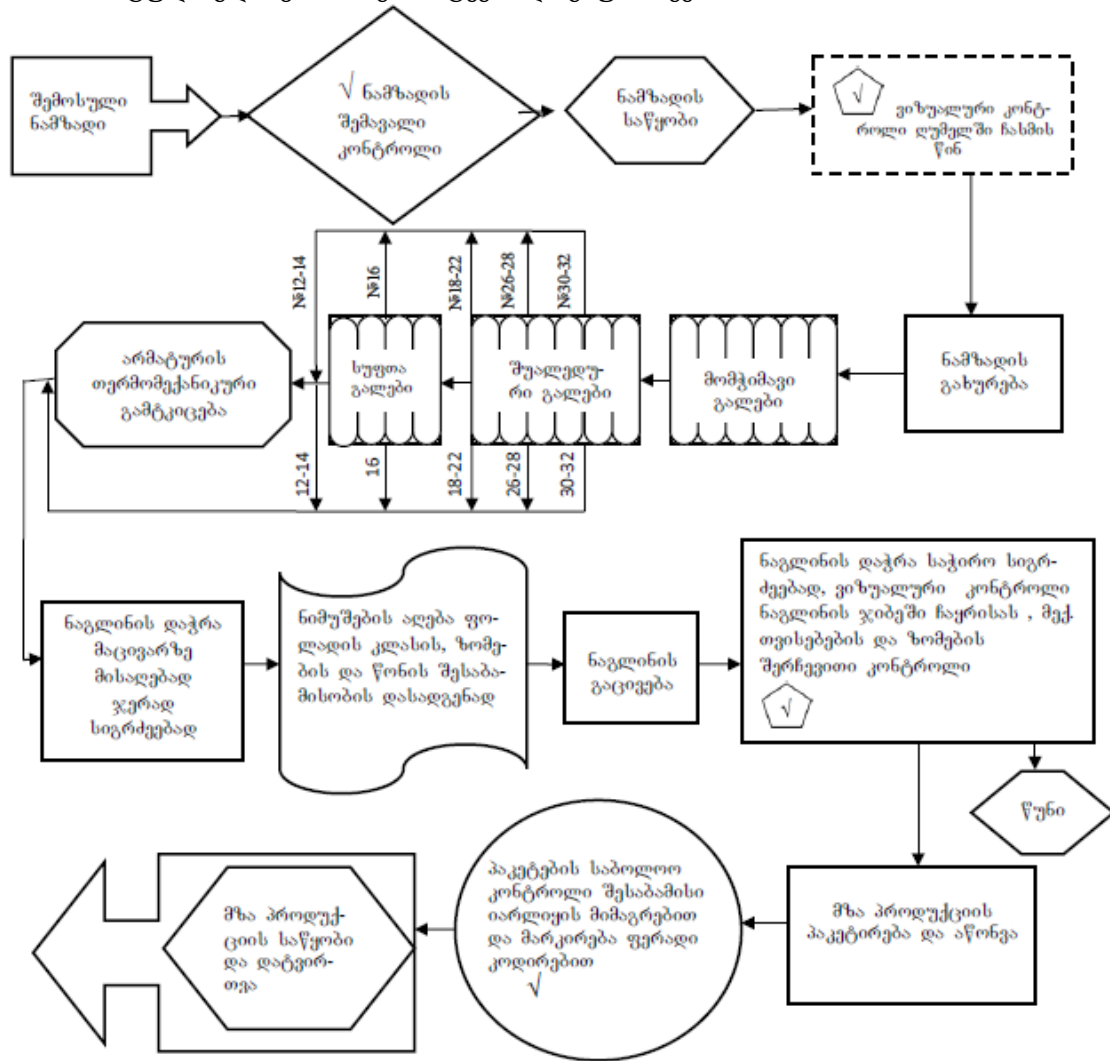 შემოსული
ნამზადი
√ ნამზადის
შემავალი
კონტროლი
ნამზადის
საწყობი
√
ვიზუალური კონტ-
როლი ღუმელში ჩასმის
წინ
№12-14
№16
№18-22
№26-28
№30-32
არმატურის
თერმომექანიკური
გამტკიცება
სუფთა
გალები
შუალედუ-
რი გალები
მომჭიმავი
გალები
ნამზადის
გახურება
12-14
16
18-22
26-28
30-32
ნაგლინის დაჭრა
მაცივარზე
მისაღებად
ჯერად
სიგრძეებად
ნიმუშების აღება ფო-
ლადის კლასის, ზომე-
ბის და წონის შესაბა-
მისობის დასადგენად
ნაგლინის
გაცივება
ნაგლინის დაჭრა საჭირო სიგრ-
ძეებად, ვიზუალური კონტროლი
ნაგლინის ჯიბეში ჩაყრისას , მექ.
თვისებების და ზომების
შერჩევითი კონტროლი
√
წუნი
მზა პროდუქ-
ციის საწყობი
და დატვირ-
თვა
პაკეტების საბოლოო
კონტროლი შესაბამისი
იარლიყის მიმაგრებით
და მარკირება ფერადი
კოდირებით
√
მზა პროდუქციის
პაკეტირება და აწონვა